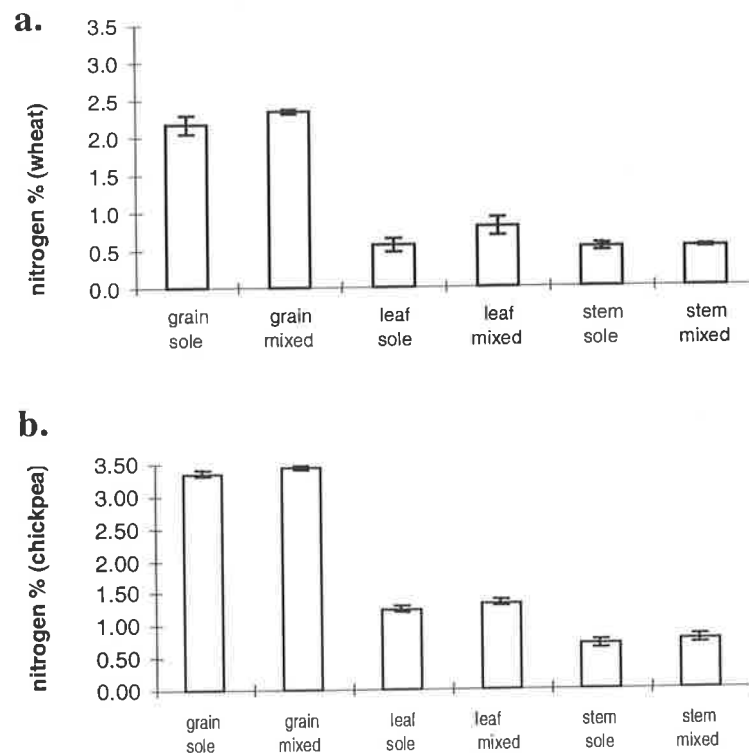 a.
nitrogen % (wheat)
3.5
3.0
2.5
2.0
1.5
1.0
0.5
0.0
grain sole
grain mixed
leaf sole
leaf mixed
stem sole
stem mixed
b.
nitrogen % (chickpea)
3.50
3.00
2.50
2.00
1.50
1.00
0.50
0.00
grain sole
grain mixed
leaf sole
leaf mixed
stem sole
stem mixed